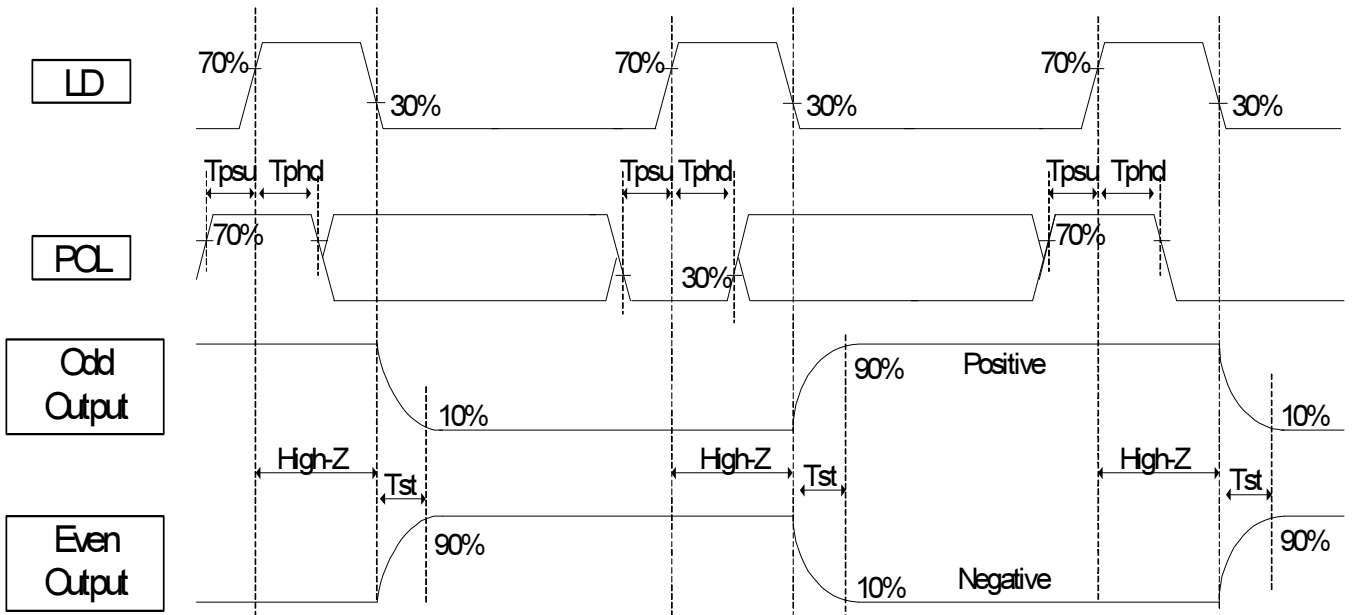 LD
70%
30%
70%
30%
70%
30%
Tpsu
Tphd
Tpsu
Tphd
Tpsu
Tphd
POL
70%
30%
70%
Odd
Output
10%
90%
Positive
10%
High-Z
Tst
High-Z
Tst
High-Z
Tst
Even
Output
90%
10%
Negative
90%